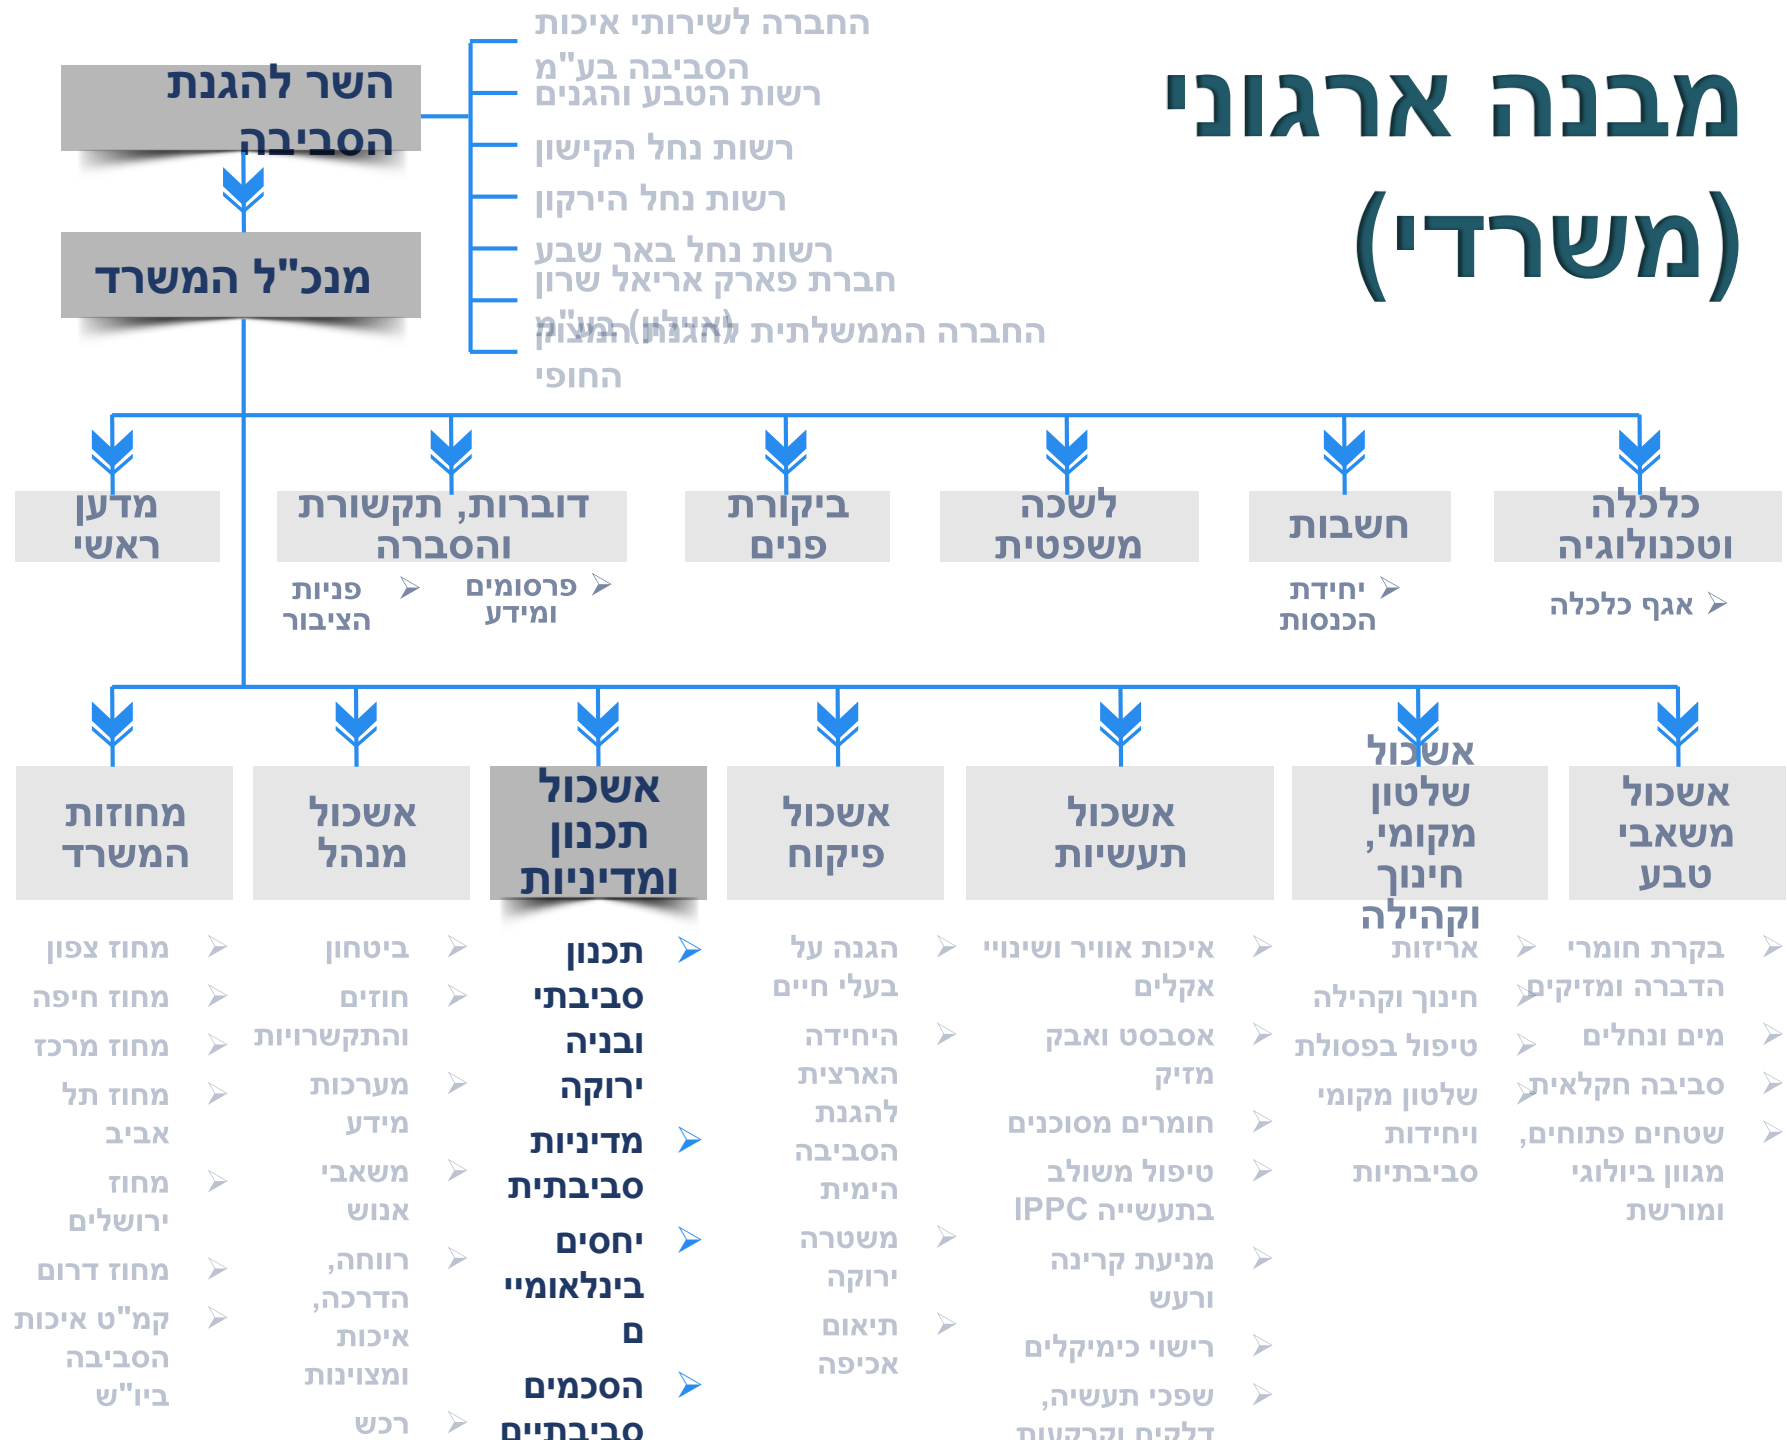 מבנה ארגוני
(משרדי)
השר להגנת
הסביבה
מנכ"ל המשרד
החברה לשירותי איכות
הסביבה בע"מ
רשות הטבע והגנים
רשות נחל הקישון
רשות נחל הירקון
רשות נחל באר שבע
חברת פארק אריאל שרון
(איילון) בע"מ
החברה הממשלתית להגנת המצוק
החופי
כלכלה
וטכנולוגיה
אגף כלכלה
חשבות
יחידת
הכנסות
לשכה
משפטית
ביקורת
פנים
דוברות, תקשורת
והסברה
פרסומים
ומידע
פניות
הציבור
מדען
ראשי
אשכול
משאבי
טבע
בקרת חומרי
הדברה ומזיקים
מים ונחלים
סביבה חקלאית
שטחים פתוחים,
מגוון ביולוגי
ומורשת
אשכול
שלטון
מקומי,
חינוך
וקהילה
אריזות
חינוך וקהילה
טיפול בפסולת
שלטון מקומי
ויחידות
סביבתיות
אשכול
תעשיות
איכות אוויר ושינויי
אקלים
אסבסט ואבק
מזיק
חומרים מסוכנים
טיפול משולב
בתעשייה IPPC
מניעת קרינה
ורעש
רישוי כימיקלים
שפכי תעשיה,
דלקים וקרקעות
אשכול
פיקוח
הגנה על
בעלי חיים
היחידה
הארצית
להגנת
הסביבה
הימית
משטרה
ירוקה
תיאום
אכיפה
אשכול
תכנון
ומדיניות
תכנון
סביבתי
ובניה
ירוקה
מדיניות
סביבתית
יחסים
בינלאומיי
ם
הסכמים
סביבתיים
אשכול
מנהל
ביטחון
חוזים
והתקשרויות
מערכות
מידע
משאבי
אנוש
רווחה,
הדרכה,
איכות
ומצוינות
רכש
מחוזות
המשרד
מחוז צפון
מחוז חיפה
מחוז מרכז
מחוז תל
אביב
מחוז
ירושלים
מחוז דרום
קמ"ט איכות
הסביבה
ביו"ש